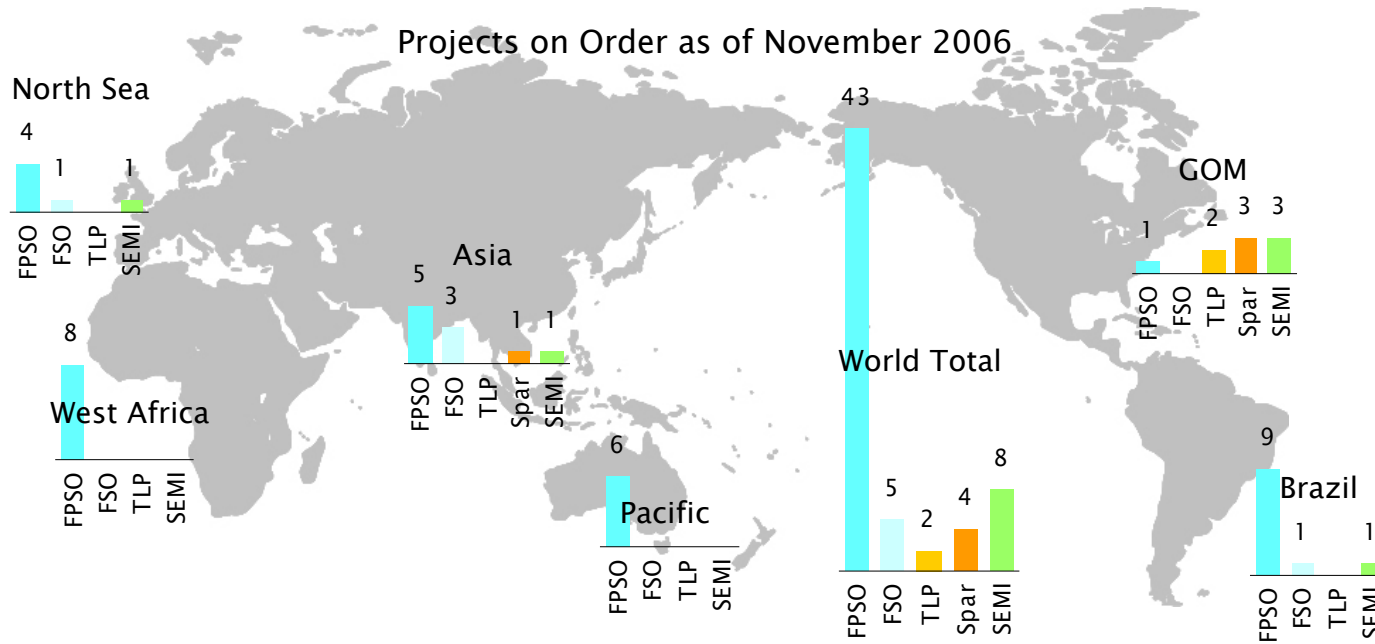 Projects on Order as of November 2006
North Sea
4
1
1
FPSO
FSO
TLP
SEMI
West Africa
8
FPSO
FSO
TLP
SEMI
Asia
5
3
1
1
FPSO
FSO
TLP
Spar
SEMI
Pacific
6
FPSO
FSO
TLP
SEMI
World Total
43
5
2
4
8
FPSO
FSO
TLP
Spar
SEMI
GOM
1
2
3
3
FPSO
FSO
TLP
Spar
SEMI
Brazil
9
1
1
FPSO
FSO
TLP
SEMI